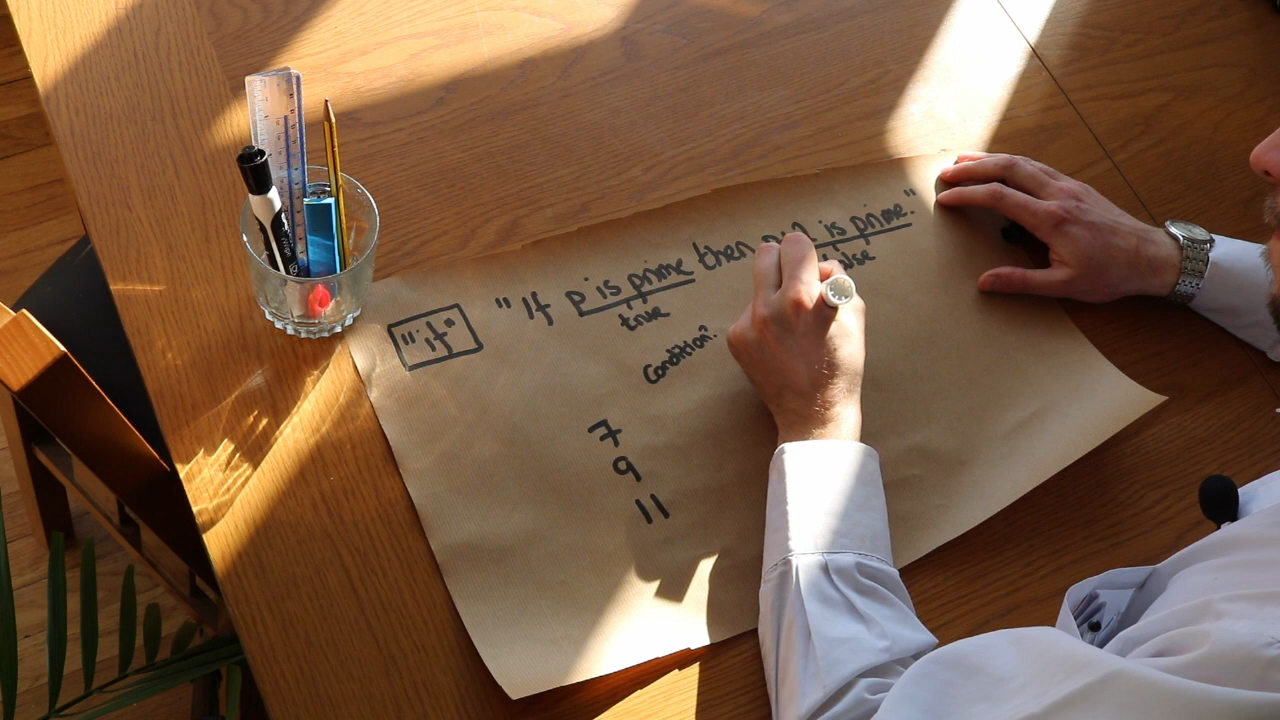 "if" "If p is prime then is prime."
true
condition?
7
9
11